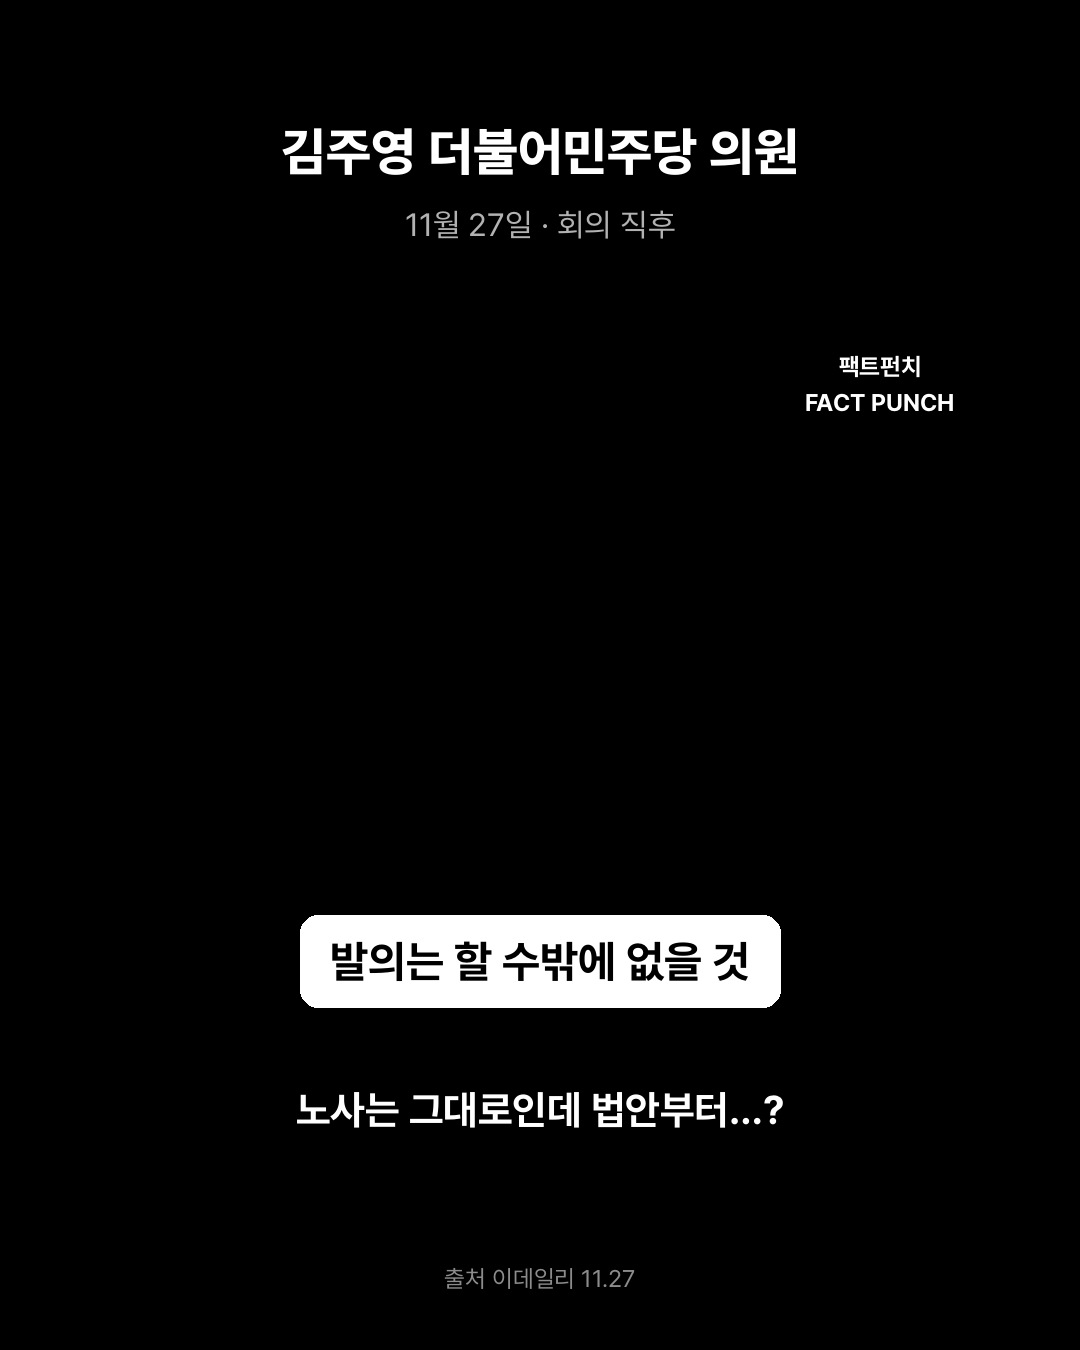 김주영 더불어민주당 의원
11월 27일 · 회의 직후
팩트펀치
FACT PUNCH
발의는 할 수밖에 없을 것
노사는 그대로인데 법안부터...?
출처 이데일리 11.27